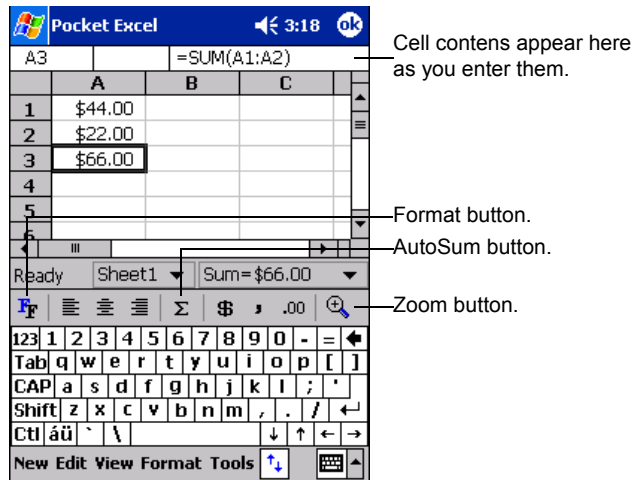 Pocket Excel 3:18 ok
A3 =SUM(A1:A2)
Cell contens appear here
as you enter them.
A B C
1 $44.00
2 $22.00
3 $66.00
4
5
6
Format button.
AutoSum button.
Ready Sheet1 Sum=$66.00
Zoom button.
FF Σ $ , .00
123 1 2 3 4 5 6 7 8 9 0 - =
Tab q w e r t y u i o p [ ]
CAP a s d f g h j k l ; '
Shift z x c v b n m , . / ↵
Ctl áü ` \ ↓ ↑ ← →
New Edit View Format Tools